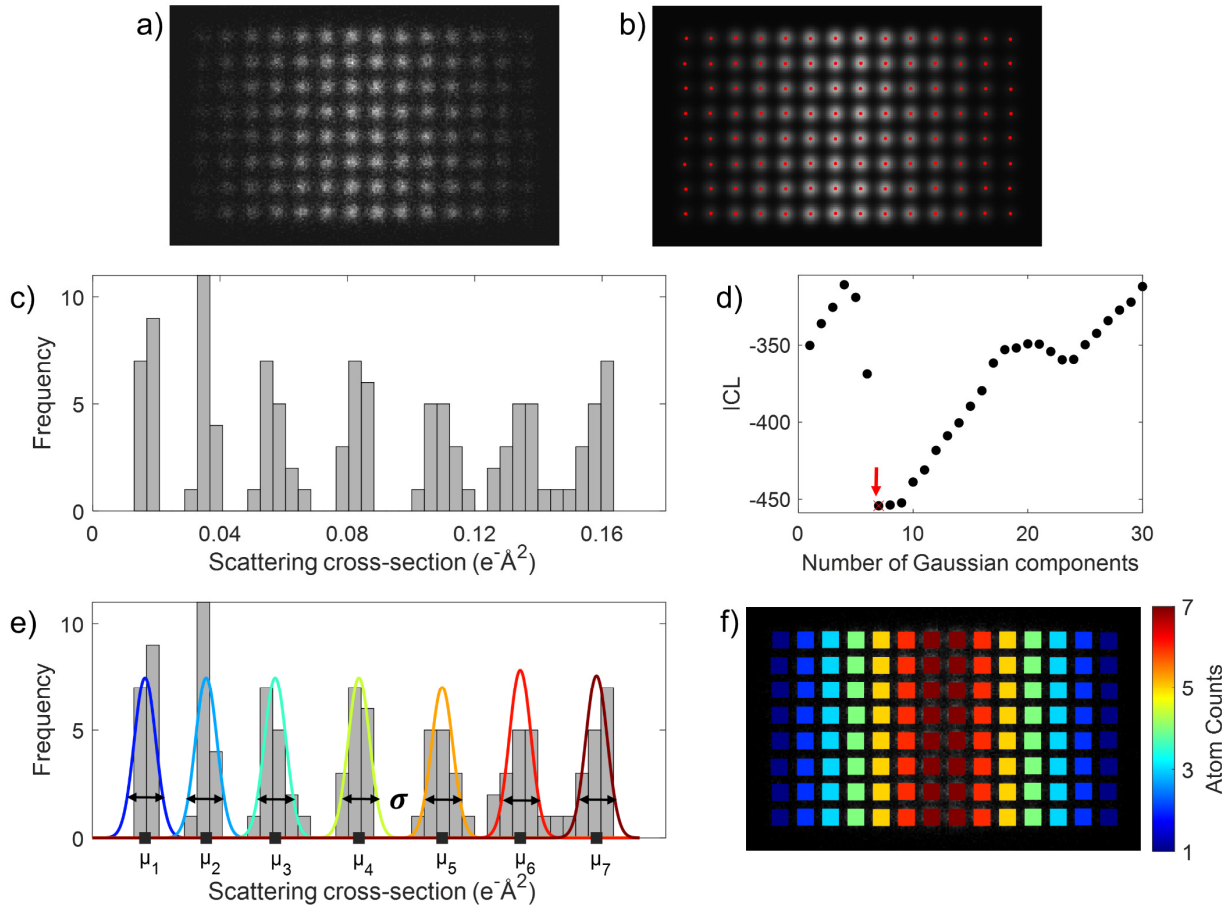 a)
b)
c)
10
5
0
Frequency
0 0.04 0.08 0.12 0.16
Scattering cross-section (e⁻Å²)
d)
-350
-400
-450
ICL
0 10 20 30
Number of Gaussian components
e)
10
5
0
Frequency
σ
μ₁ μ₂ μ₃ μ₄ μ₅ μ₆ μ₇
Scattering cross-section (e⁻Å²)
f)
7
5
3
1
Atom Counts